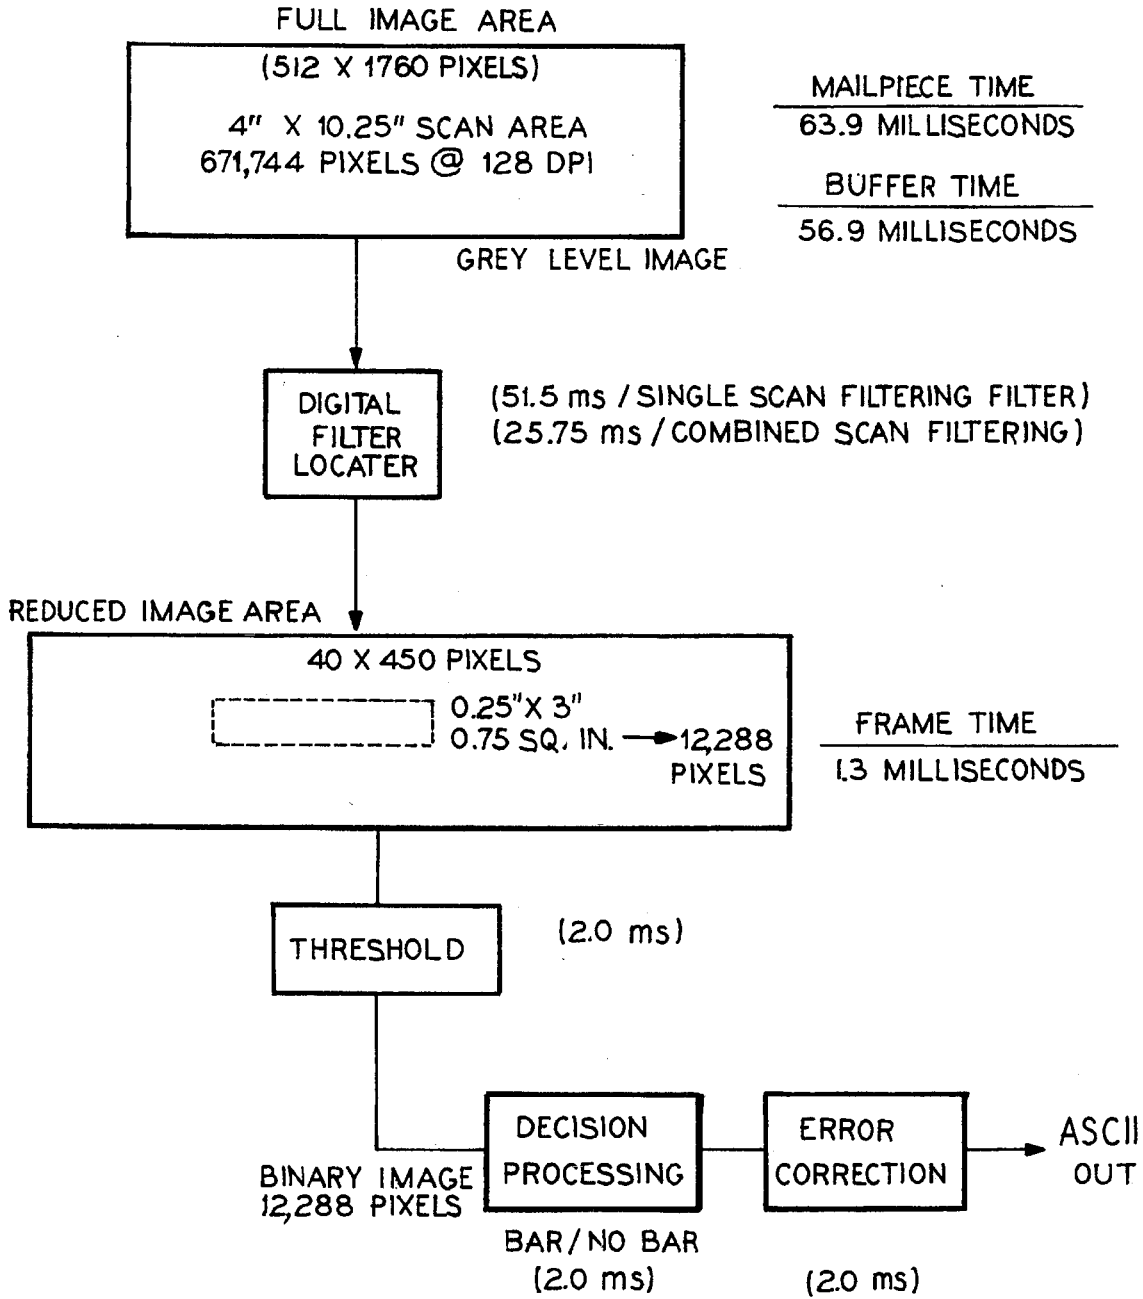 FULL IMAGE AREA
(512 X 1760 PIXELS)
4" X 10.25" SCAN AREA
671,744 PIXELS @ 128 DPI
MAILPIECE TIME
63.9 MILLISECONDS
BUFFER TIME
56.9 MILLISECONDS
GREY LEVEL IMAGE
DIGITAL
FILTER
LOCATER
(51.5 ms / SINGLE SCAN FILTERING FILTER)
(25.75 ms / COMBINED SCAN FILTERING)
REDUCED IMAGE AREA
40 X 450 PIXELS
0.25" X 3"
0.75 SQ. IN.
12,288
PIXELS
FRAME TIME
1.3 MILLISECONDS
THRESHOLD
(2.0 ms)
BINARY IMAGE
12,288 PIXELS
DECISION
PROCESSING
BAR / NO BAR
(2.0 ms)
ERROR
CORRECTION
(2.0 ms)
ASCII
OUT